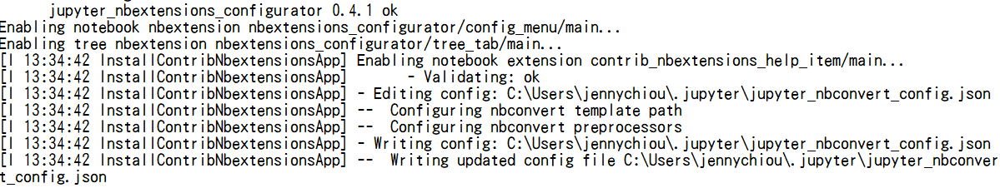 jupyter_nbextensions_configurator 0.4.1 ok
Enabling notebook nbextension nbextensions_configurator/config_menu/main...
Enabling tree nbextension nbextensions_configurator/tree_tab/main...
[I 13:34:42 InstallContribNbextensionsApp] Enabling notebook extension contrib_nbextensions_help_item/main...
[I 13:34:42 InstallContribNbextensionsApp]       - Validating: ok
[I 13:34:42 InstallContribNbextensionsApp] - Editing config: C:\Users\jennychiou\.jupyter\jupyter_nbconvert_config.json
[I 13:34:42 InstallContribNbextensionsApp] --  Configuring nbconvert template path
[I 13:34:42 InstallContribNbextensionsApp] --  Configuring nbconvert preprocessors
[I 13:34:42 InstallContribNbextensionsApp] - Writing config: C:\Users\jennychiou\.jupyter\jupyter_nbconvert_config.json
[I 13:34:42 InstallContribNbextensionsApp] --  Writing updated config file C:\Users\jennychiou\.jupyter\jupyter_nbconver
t_config.json